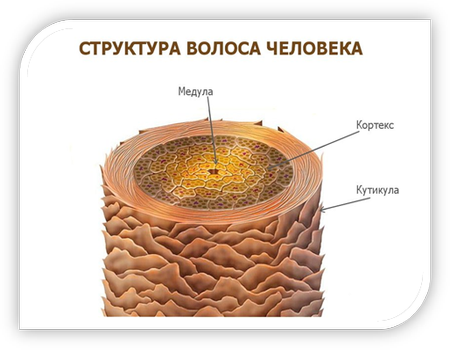 СТРУКТУРА ВОЛОСА ЧЕЛОВЕКА
Медула
Кортекс
Кутикула